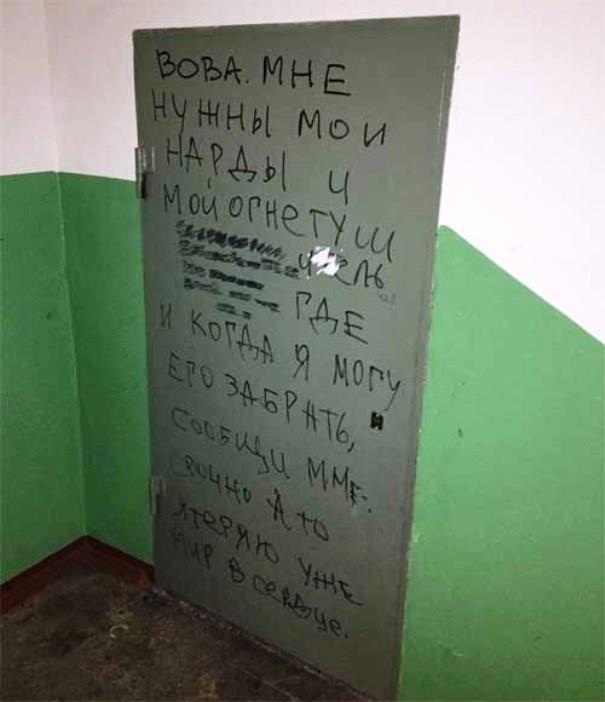 ВОВА. МНЕ
НУЖНЫ МОИ
НАРДЫ И
МОЙ ОГНЕТУШ
ИТЕЛЬ
ГДЕ
И КОГДА Я МОГУ
ЕГО ЗАБРАТЬ,
СООБЩИ МНЕ.
СРОЧНО А ТО
Я ТЕРЯЮ УЖЕ
МИР В СЕРДЦЕ.